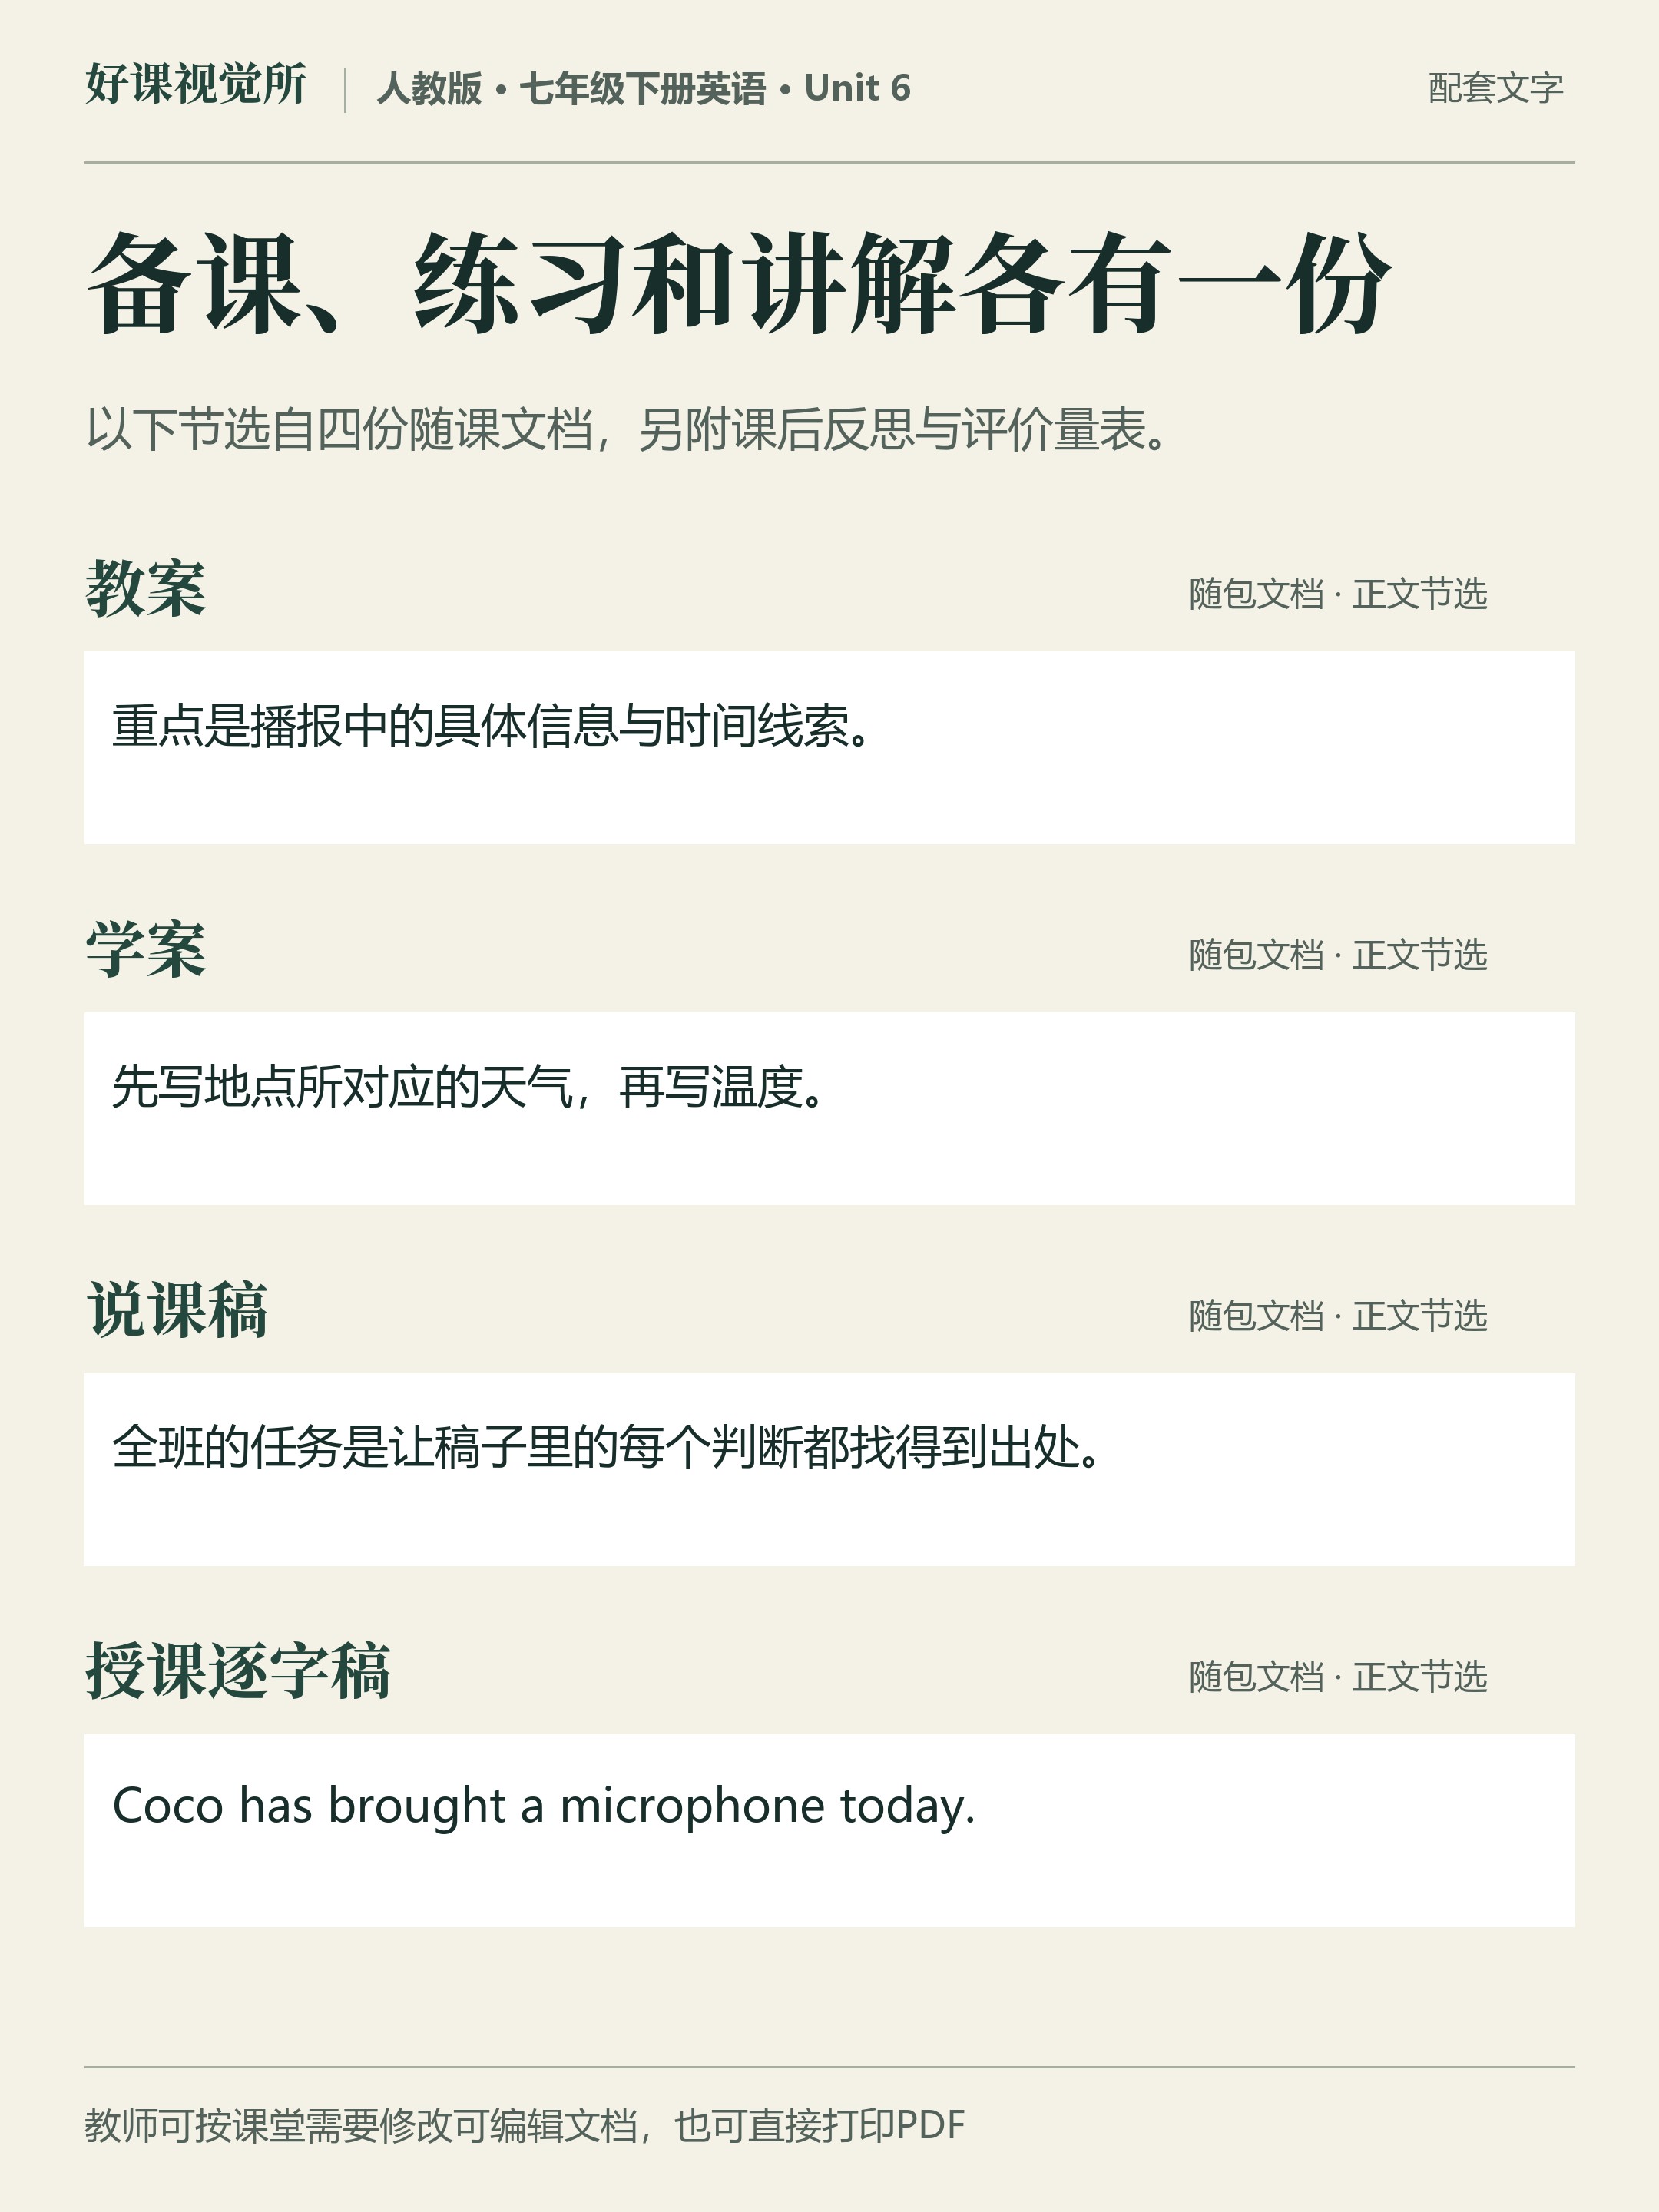 好课视觉所 人教版·七年级下册英语·Unit 6 配套文字
备课、练习和讲解各有一份
以下节选自四份随课文档，另附课后反思与评价量表。
教案 随包文档·正文节选
重点是播报中的具体信息与时间线索。
学案 随包文档·正文节选
先写地点所对应的天气，再写温度。
说课稿 随包文档·正文节选
全班的任务是让稿子里的每个判断都找得到出处。
授课逐字稿 随包文档·正文节选
Coco has brought a microphone today.
教师可按课堂需要修改可编辑文档，也可直接打印PDF